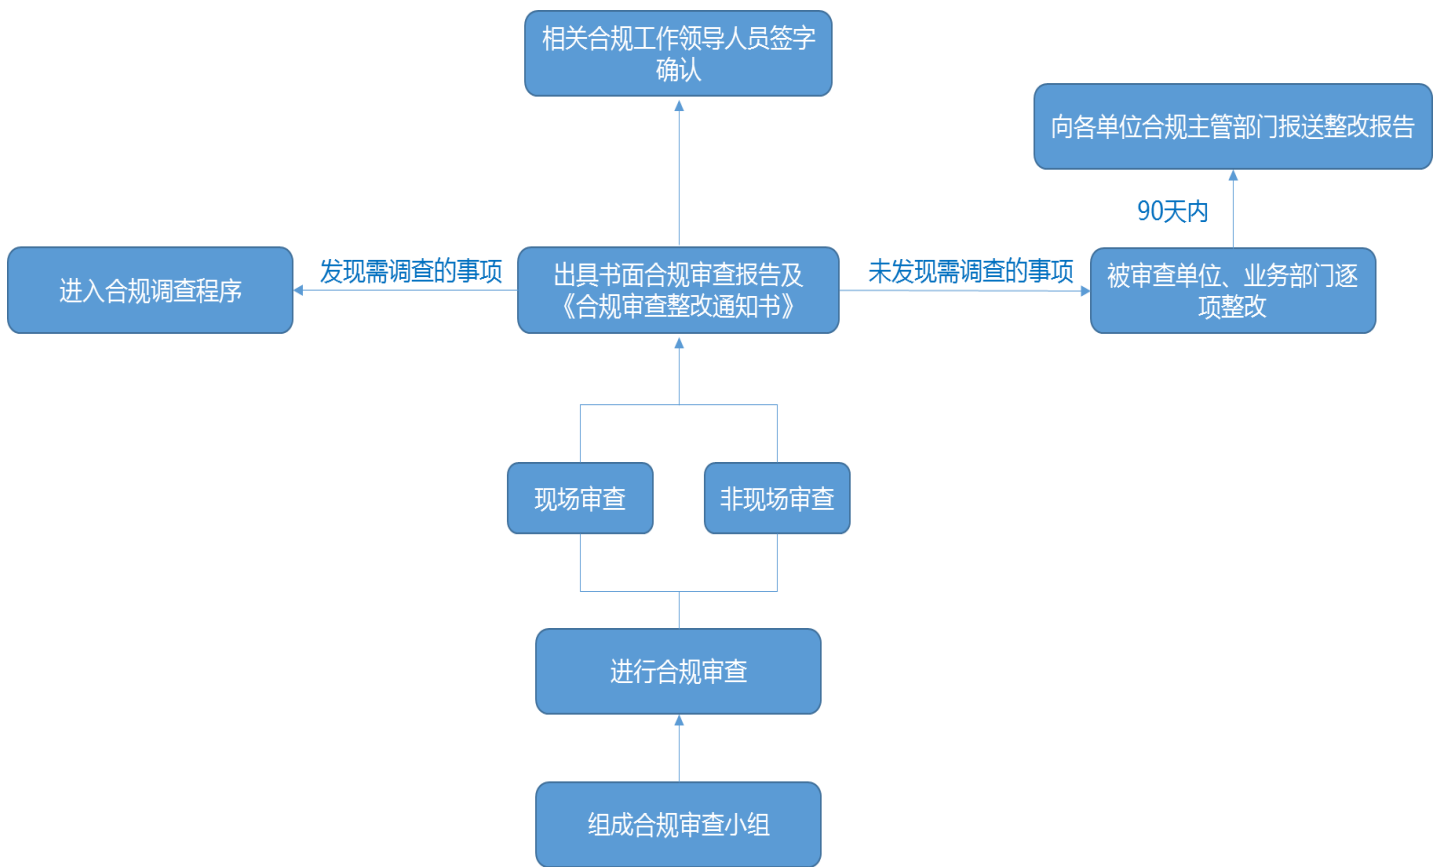 相关合规工作领导人员签字
确认
向各单位合规主管部门报送整改报告
90天内
进入合规调查程序
发现需调查的事项
出具书面合规审查报告及
《合规审查整改通知书》
未发现需调查的事项
被审查单位、业务部门逐
项整改
现场审查
非现场审查
进行合规审查
组成合规审查小组